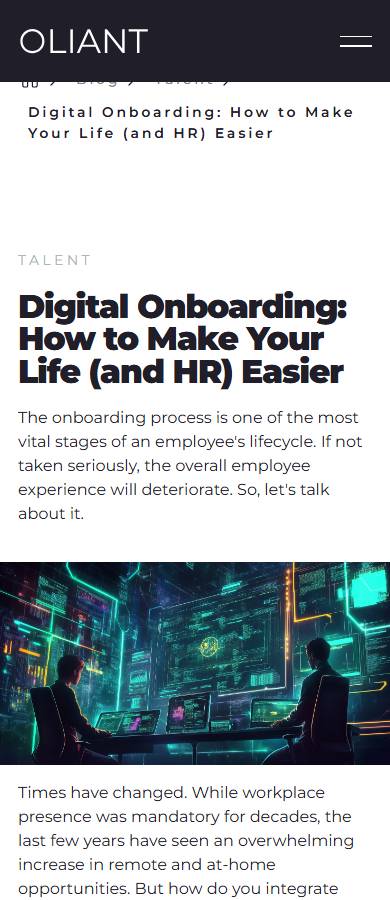 OLIANT
Blog
Talent
Digital Onboarding: How to Make
Your Life (and HR) Easier
TALENT
Digital Onboarding:
How to Make Your
Life (and HR) Easier
The onboarding process is one of the most
vital stages of an employee's lifecycle. If not
taken seriously, the overall employee
experience will deteriorate. So, let's talk
about it.
Times have changed. While workplace
presence was mandatory for decades, the
last few years have seen an overwhelming
increase in remote and at-home
opportunities. But how do you integrate